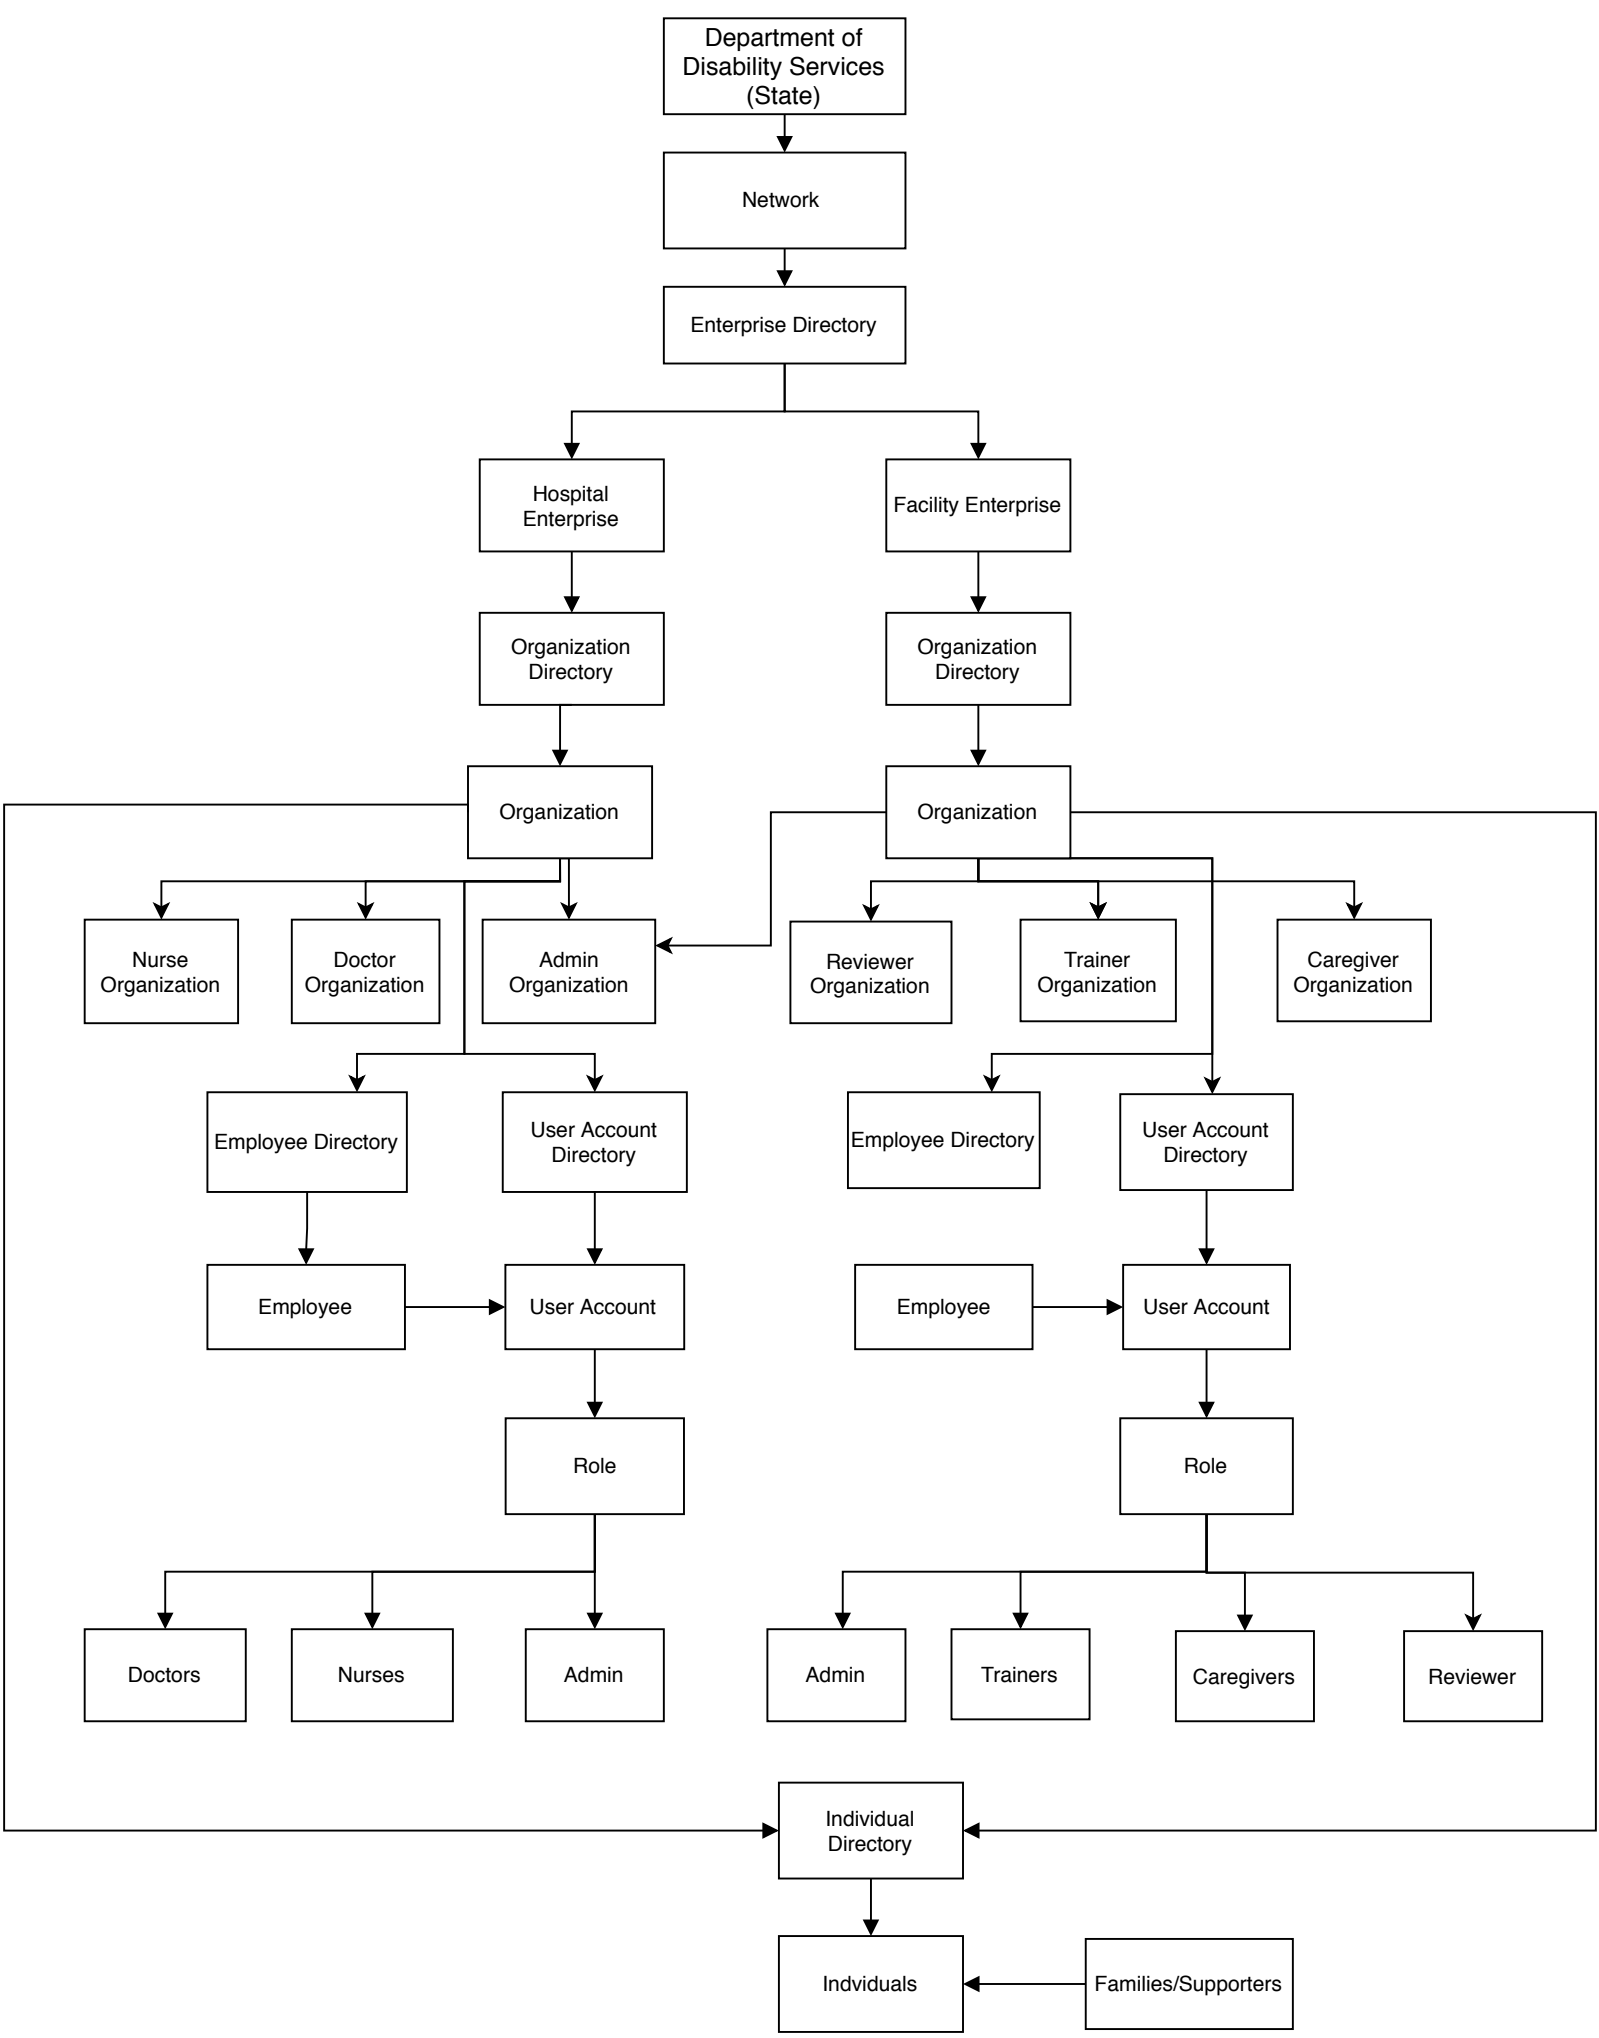 Department of
Disability Services
(State)
Network
Enterprise Directory
Hospital
Enterprise
Facility Enterprise
Organization
Directory
Organization
Directory
Organization
Organization
Nurse
Organization
Doctor
Organization
Admin
Organization
Reviewer
Organization
Trainer
Organization
Caregiver
Organization
Employee Directory
User Account
Directory
Employee Directory
User Account
Directory
Employee
User Account
Employee
User Account
Role
Role
Doctors
Nurses
Admin
Admin
Trainers
Caregivers
Reviewer
Individual
Directory
Indviduals
Families/Supporters